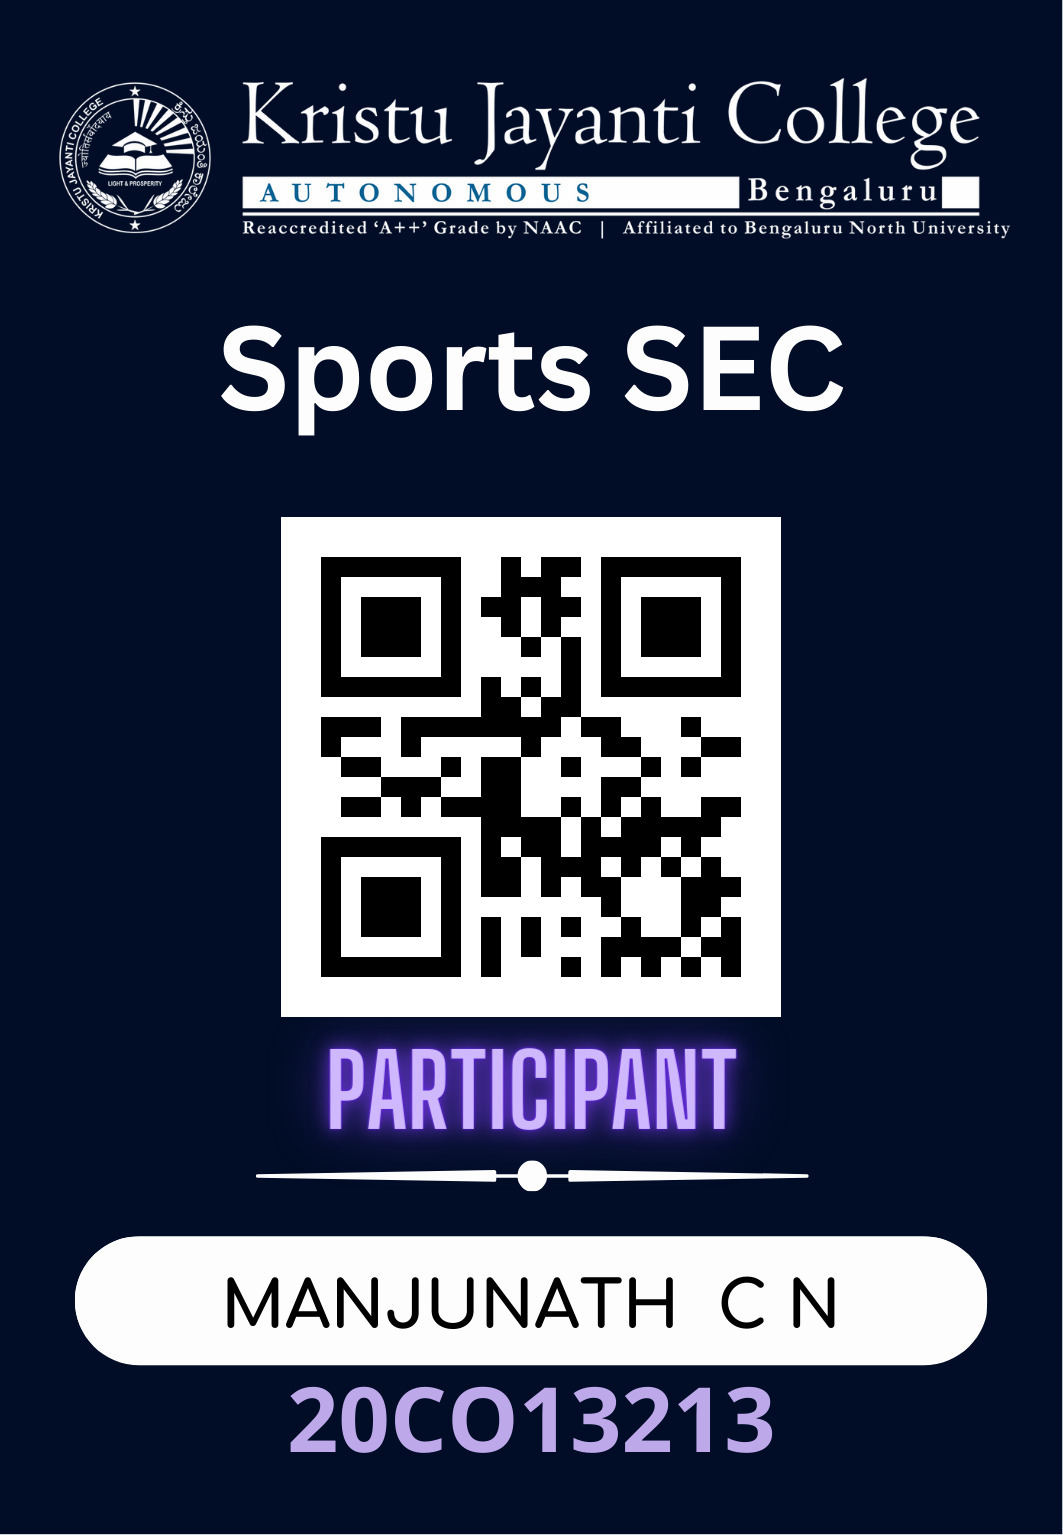 KRISTU JAYANTI COLLEGE
LIGHT & PROSPERITY
Kristu Jayanti College
AUTONOMOUS Bengaluru
Reaccredited ‘A++’ Grade by NAAC | Affiliated to Bengaluru North University
Sports SEC
PARTICIPANT
MANJUNATH C N
20CO13213